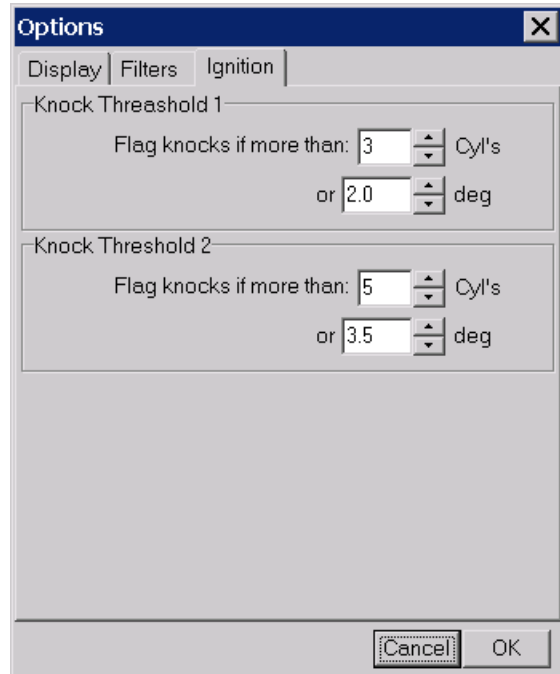 Options
Display Filters Ignition
Knock Threashold 1
Flag knocks if more than: 3 Cyl's
or 2.0 deg
Knock Threshold 2
Flag knocks if more than: 5 Cyl's
or 3.5 deg
Cancel OK